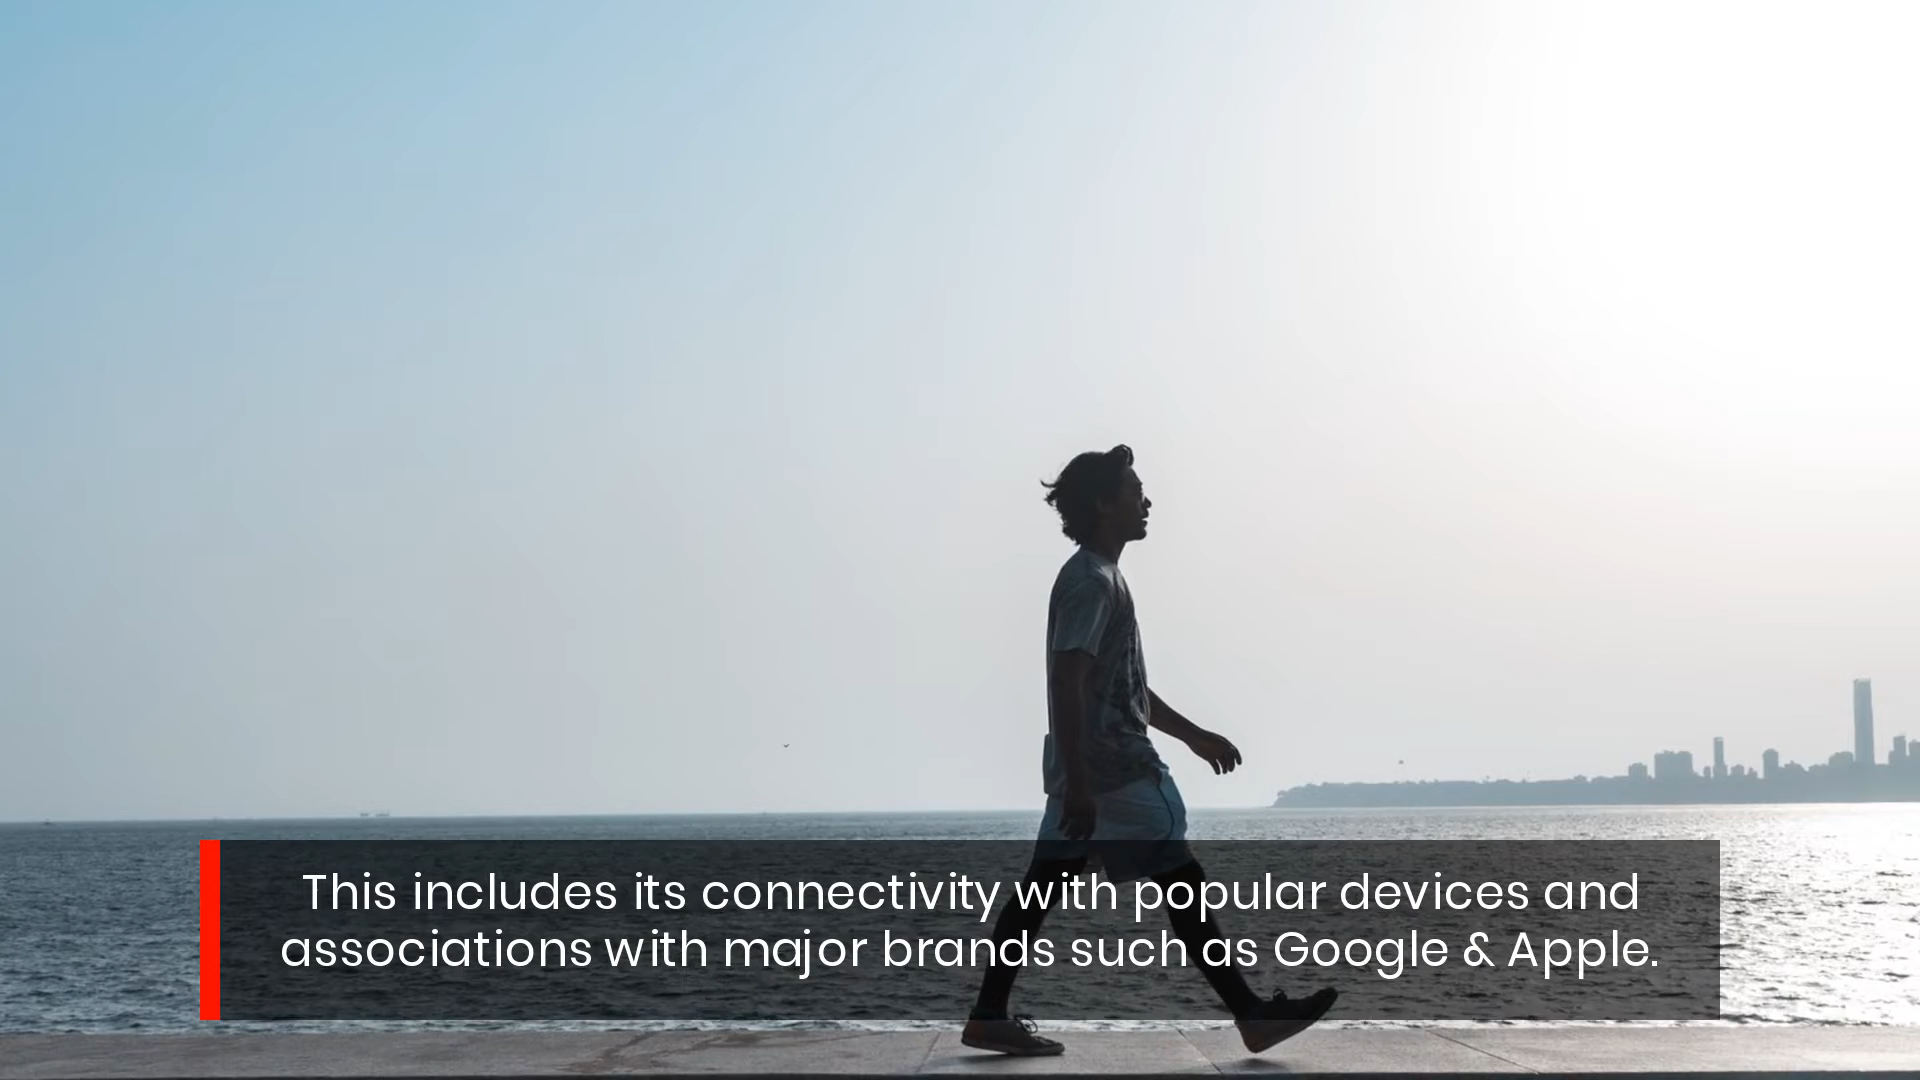 This includes its connectivity with popular devices and
associations with major brands such as Google & Apple.